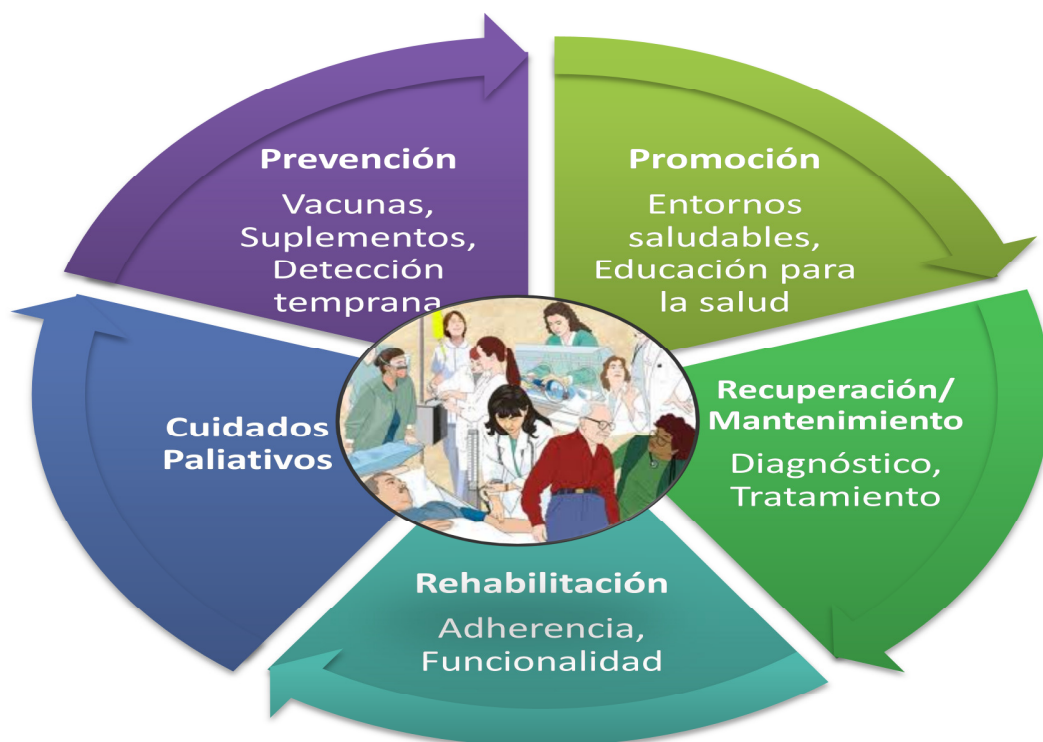 Prevención
Vacunas,
Suplementos,
Detección
temprana
Promoción
Entornos
saludables,
Educación para
la salud
Recuperación/
Mantenimiento
Diagnóstico,
Tratamiento
Rehabilitación
Adherencia,
Funcionalidad
Cuidados
Paliativos